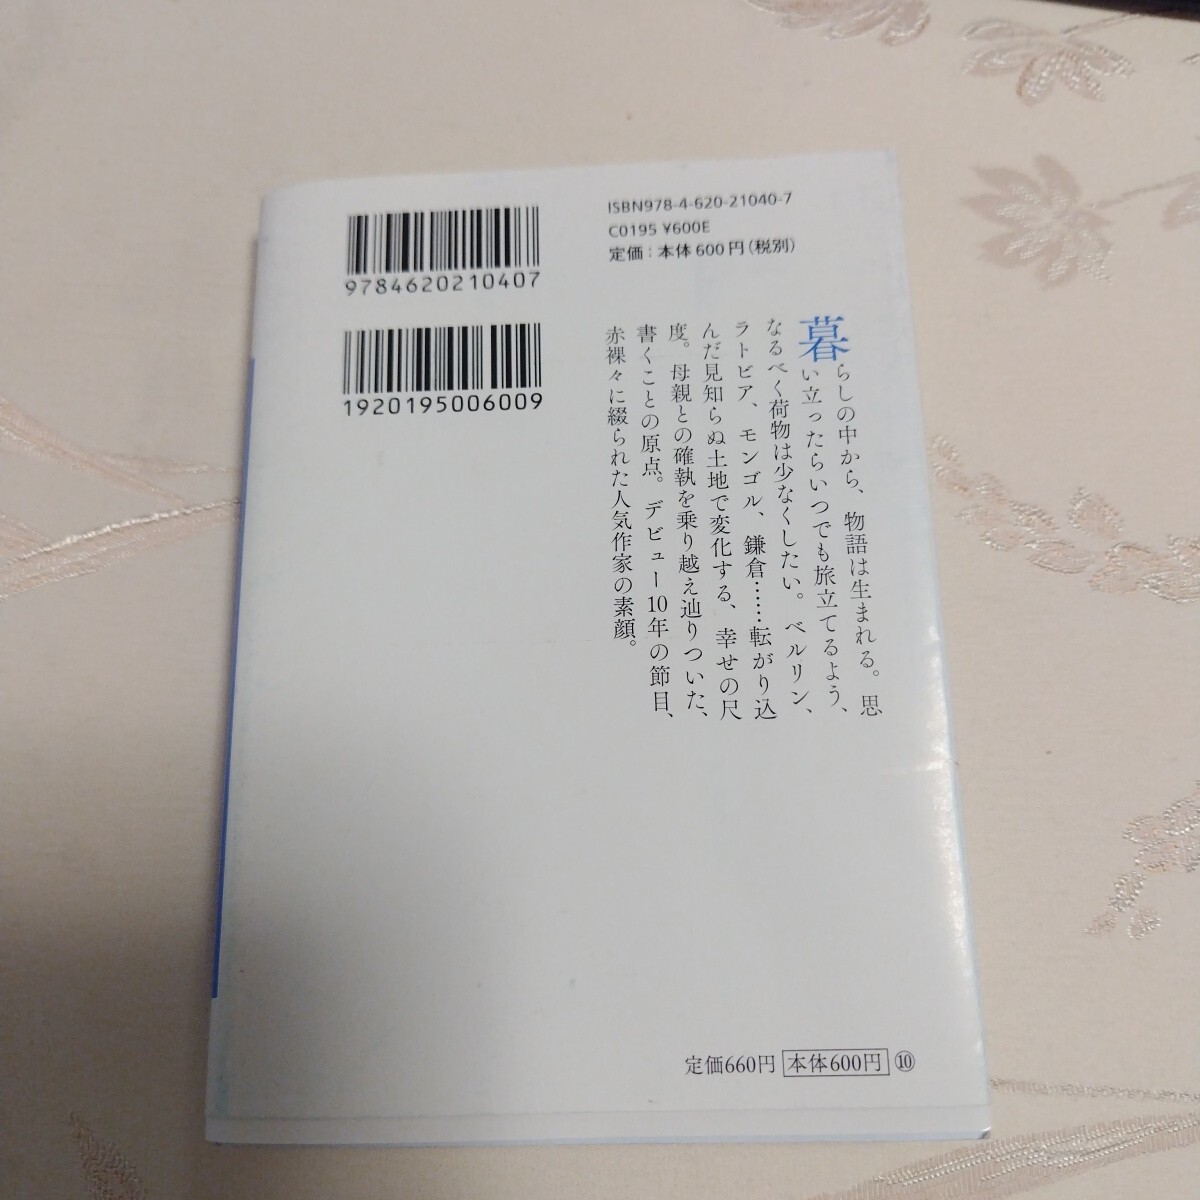 ISBN978-4-620-21040-7
C0195 ¥600E
定価：本体600円（税別）
9784620210407
1920195006009
暮らしの中から、物語は生まれる。思
い立ったらいつでも旅立てるよう、
なるべく荷物は少なくしたい。ベルリン、
ラトビア、モンゴル、鎌倉……転がり込
んだ見知らぬ土地で変化する、幸せの尺
度。母親との確執を乗り越え辿りついた、
書くことの原点。デビュー10年の節目、
赤裸々に綴られた人気作家の素顔。
定価660円 本体600円 ⑩